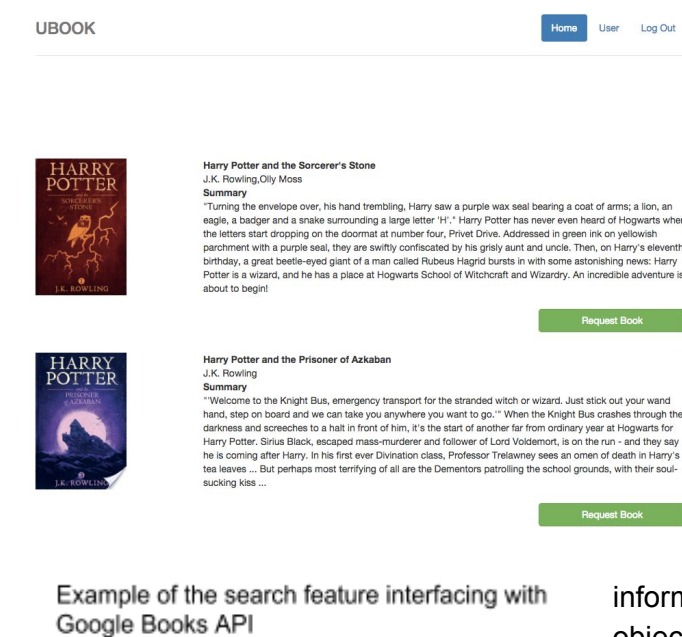 UBOOK
Home User Log Out
HARRY
POTTER
and the
SORCERER'S
STONE
J.K. ROWLING
Harry Potter and the Sorcerer's Stone
J.K. Rowling,Olly Moss
Summary
"Turning the envelope over, his hand trembling, Harry saw a purple wax seal bearing a coat of arms; a lion, an
eagle, a badger and a snake surrounding a large letter 'H'." Harry Potter has never even heard of Hogwarts when
the letters start dropping on the doormat at number four, Privet Drive. Addressed in green ink on yellowish
parchment with a purple seal, they are swiftly confiscated by his grisly aunt and uncle. Then, on Harry's eleventh
birthday, a great beetle-eyed giant of a man called Rubeus Hagrid bursts in with some astonishing news: Harry
Potter is a wizard, and he has a place at Hogwarts School of Witchcraft and Wizardry. An incredible adventure is
about to begin!
Request Book
HARRY
POTTER
and the
PRISONER
of AZKABAN
J.K. ROWLING
Harry Potter and the Prisoner of Azkaban
J.K. Rowling
Summary
"'Welcome to the Knight Bus, emergency transport for the stranded witch or wizard. Just stick out your wand
hand, step on board and we can take you anywhere you want to go.'" When the Knight Bus crashes through the
darkness and screeches to a halt in front of him, it's the start of another far from ordinary year at Hogwarts for
Harry Potter. Sirius Black, escaped mass-murderer and follower of Lord Voldemort, is on the run - and they say
he is coming after Harry. In his first ever Divination class, Professor Trelawney sees an omen of death in Harry's
tea leaves ... But perhaps most terrifying of all are the Dementors patrolling the school grounds, with their soul-
sucking kiss ...
Request Book
Example of the search feature interfacing with
Google Books API
inform
objec